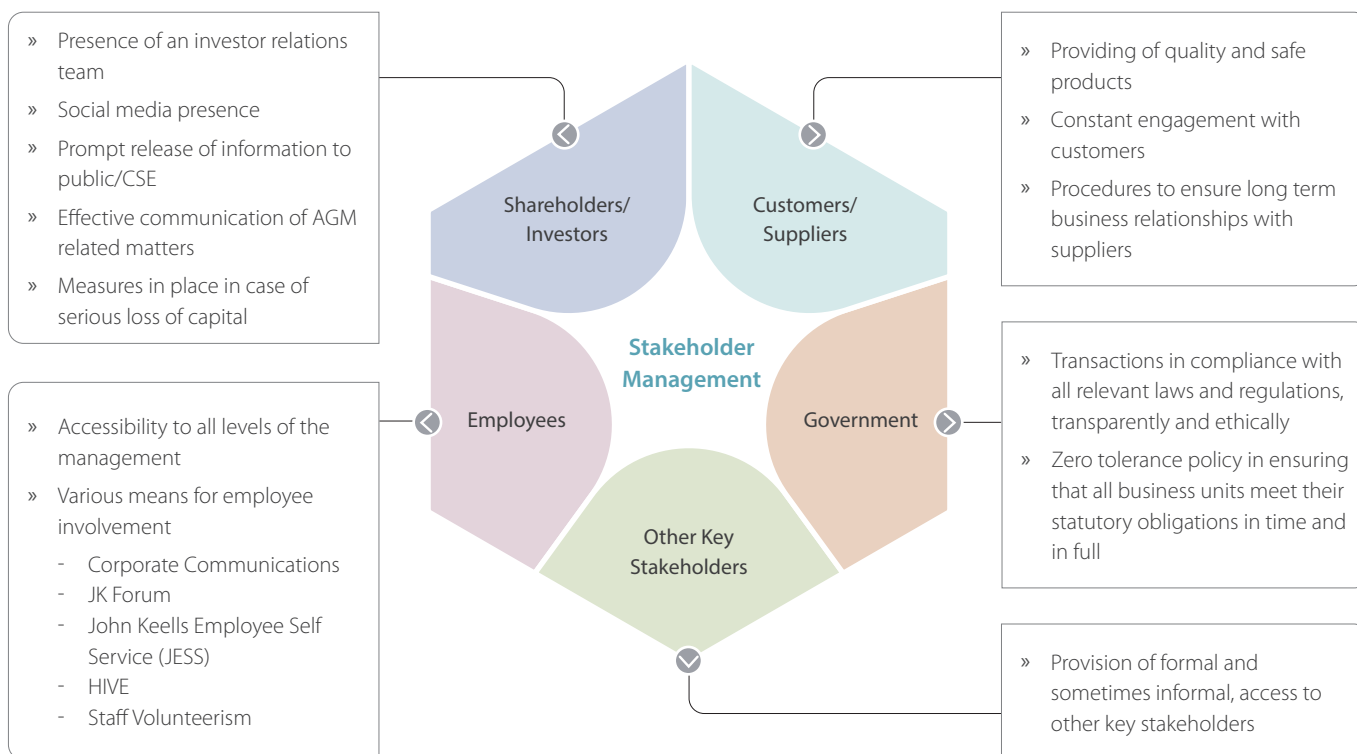 » Presence of an investor relations
team
» Social media presence
» Prompt release of information to
public/CSE
» Effective communication of AGM
related matters
» Measures in place in case of
serious loss of capital
» Providing of quality and safe
products
» Constant engagement with
customers
» Procedures to ensure long term
business relationships with
suppliers
Shareholders/
Investors
Customers/
Suppliers
Stakeholder
Management
Employees
Government
Other Key
Stakeholders
» Accessibility to all levels of the
management
» Various means for employee
involvement
- Corporate Communications
- JK Forum
- John Keells Employee Self
Service (JESS)
- HIVE
- Staff Volunteerism
» Transactions in compliance with
all relevant laws and regulations,
transparently and ethically
» Zero tolerance policy in ensuring
that all business units meet their
statutory obligations in time and
in full
» Provision of formal and
sometimes informal, access to
other key stakeholders